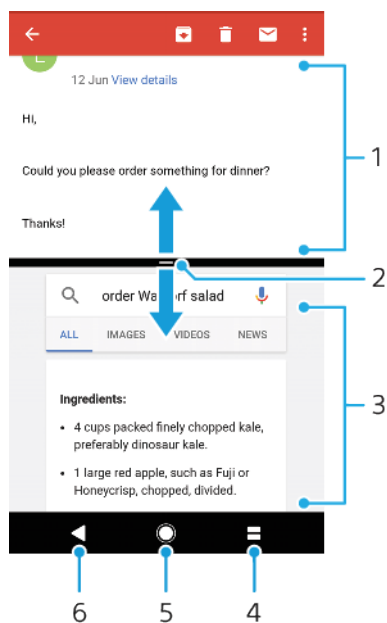 12 Jun View details
Hi,
Could you please order something for dinner?
Thanks!
1
2
order Wa rf salad
ALL IMAGES VIDEOS NEWS
Ingredients:
• 4 cups packed finely chopped kale,
preferably dinosaur kale.
• 1 large red apple, such as Fuji or
Honeycrisp, chopped, divided.
3
6 5 4